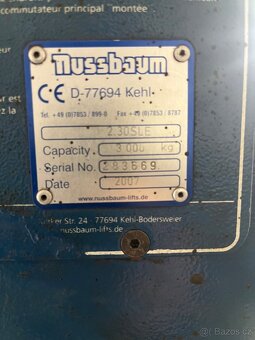 commutateur principal "montée
Nussbaum
CE D-77694 Kehl
Tel. +49 (0)7853 / 899-0 Fax +49 (0)7853 / 8787
2.30SLE
Capacity 3 000 kg
Serial No. 283669
Date 2007
www.nussbaum-lifts.de
Str. 24 · 77694 Kehl-Bodersweier
nussbaum-lifts.de
bazos.cz